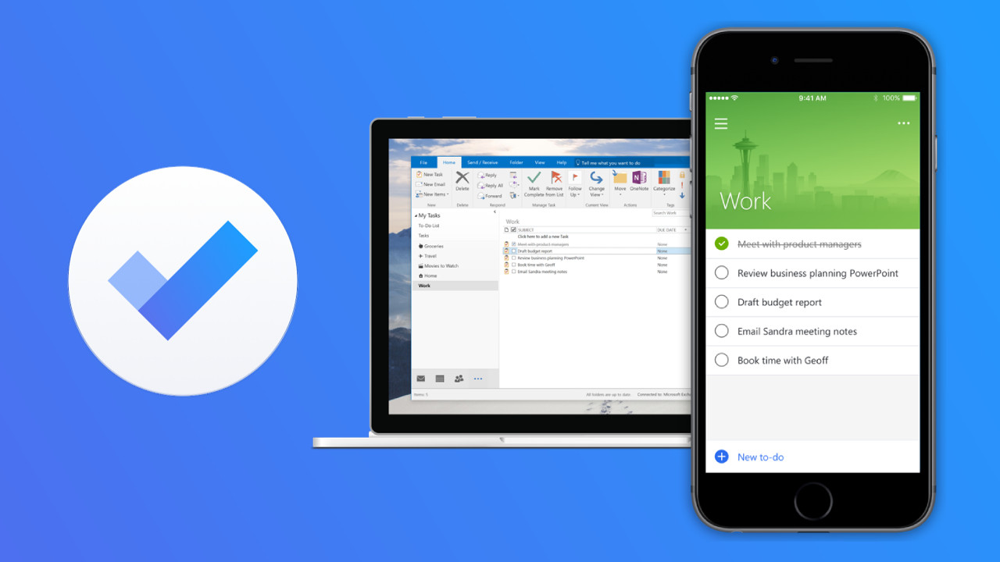 File Home Send / Receive Folder View Help Tell me what you want to do
New Task
New Email
New Items
Delete
Reply
Reply All
Forward
Mark Complete
Remove from List
Follow Up
Change View
Move
OneNote
Categorize
New Delete Respond Manage Task Current View Actions Tags
My Tasks
To-Do List
Tasks
Groceries
Travel
Movies to Watch
Home
Work
Search Work
Work
SUBJECT DUE DATE
Click here to add a new Task
Meet with product managers None
Draft budget report None
Review business planning PowerPoint None
Book time with Geoff None
Email Sandra meeting notes None
Items: 5 All folders are up to date. Connected to: Microsoft Exch
9:41 AM 100%
Work
Meet with product managers
Review business planning PowerPoint
Draft budget report
Email Sandra meeting notes
Book time with Geoff
New to-do